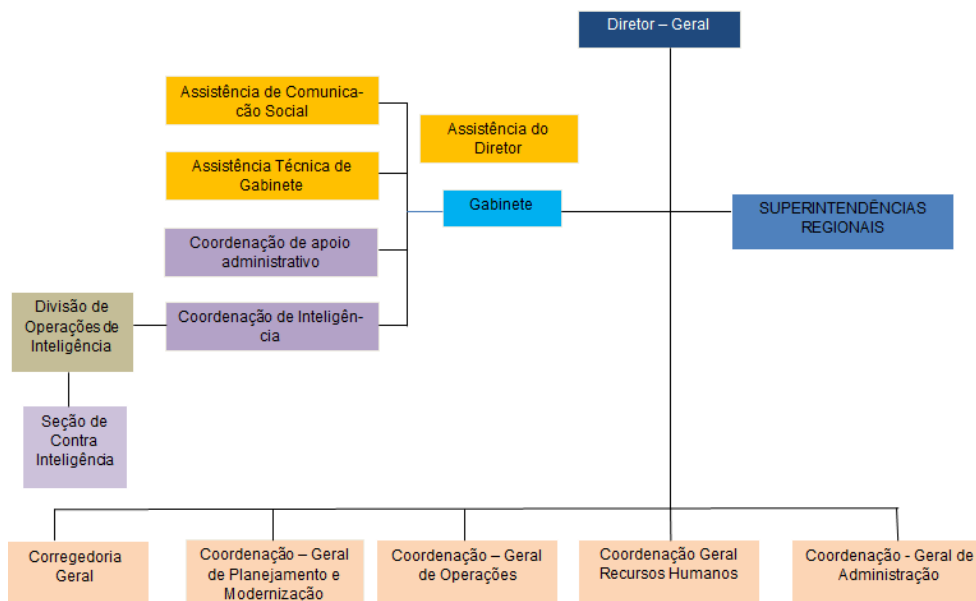 Diretor – Geral
Assistência de Comunica-
cão Social
Assistência do
Diretor
Assistência Técnica de
Gabinete
Gabinete
SUPERINTENDÊNCIAS
REGIONAIS
Coordenação de apoio
administrativo
Divisão de
Operações de
Inteligência
Coordenação de Inteligên-
cia
Seção de
Contra
Inteligência
Corregedoria
Geral
Coordenação – Geral
de Planejamento e
Modernização
Coordenação – Geral
de Operações
Coordenação Geral
Recursos Humanos
Coordenação - Geral de
Administração